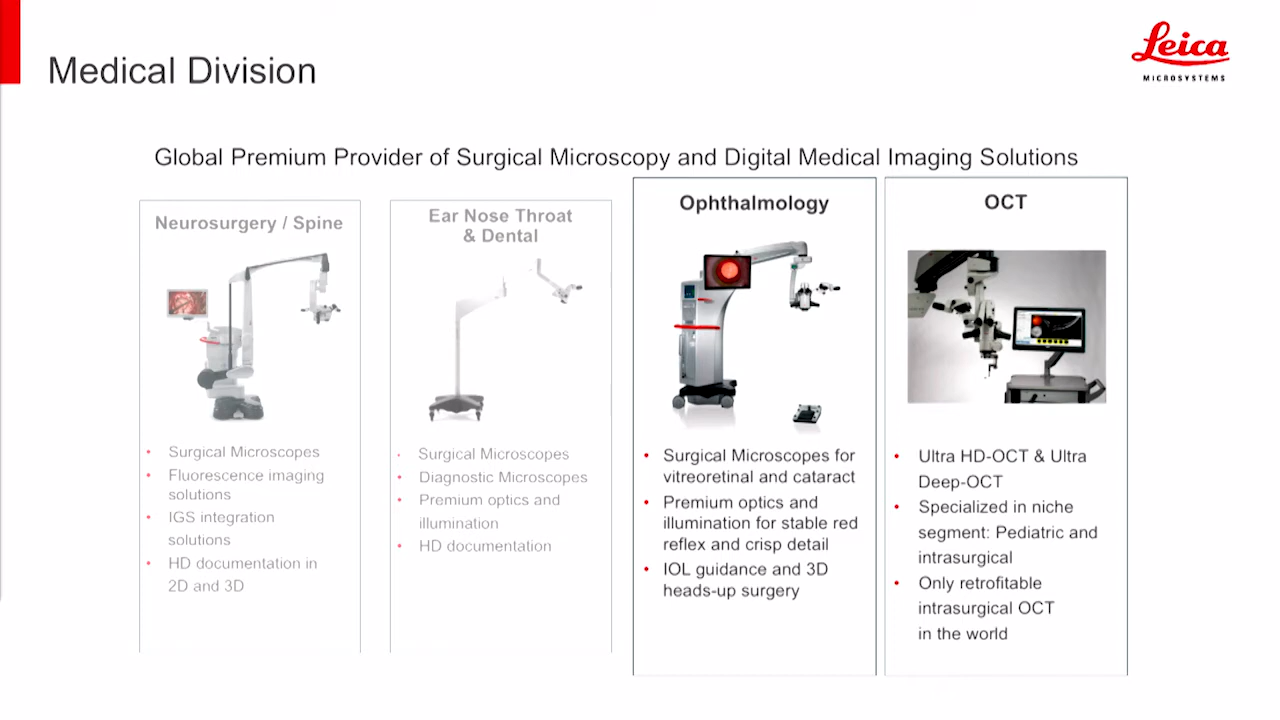 Medical Division
Leica
MICROSYSTEMS
Global Premium Provider of Surgical Microscopy and Digital Medical Imaging Solutions
Neurosurgery / Spine
• Surgical Microscopes
• Fluorescence imaging
solutions
• IGS integration
solutions
• HD documentation in
2D and 3D
Ear Nose Throat
& Dental
• Surgical Microscopes
• Diagnostic Microscopes
• Premium optics and
illumination
• HD documentation
Ophthalmology
• Surgical Microscopes for
vitreoretinal and cataract
• Premium optics and
illumination for stable red
reflex and crisp detail
• IOL guidance and 3D
heads-up surgery
OCT
• Ultra HD-OCT & Ultra
Deep-OCT
• Specialized in niche
segment: Pediatric and
intrasurgical
• Only retrofitable
intrasurgical OCT
in the world